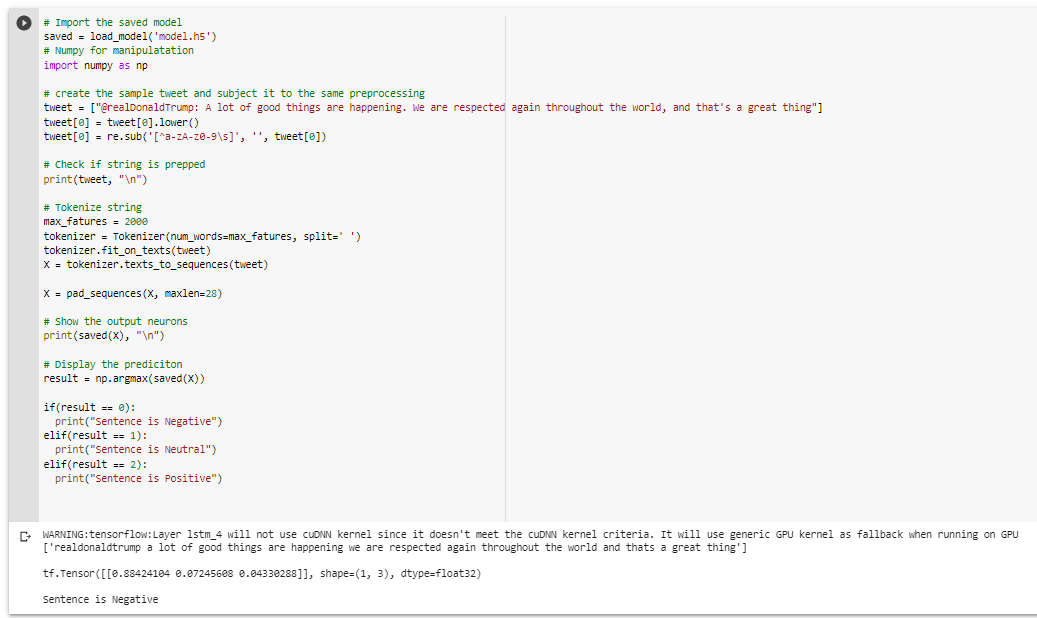 # Import the saved model
saved = load_model('model.h5')
# Numpy for manipulatation
import numpy as np
# create the sample tweet and subject it to the same preprocessing
tweet = ["@realDonaldTrump: A lot of good things are happening. We are respected again throughout the world, and that's a great thing"]
tweet[0] = tweet[0].lower()
tweet[0] = re.sub('[^a-zA-z0-9\s]', '', tweet[0])
# Check if string is prepped
print(tweet, "\n")
# Tokenize string
max_fatures = 2000
tokenizer = Tokenizer(num_words=max_fatures, split=' ')
tokenizer.fit_on_texts(tweet)
X = tokenizer.texts_to_sequences(tweet)
X = pad_sequences(X, maxlen=28)
# Show the output neurons
print(saved(X), "\n")
# Display the prediciton
result = np.argmax(saved(X))
if(result == 0):
  print("Sentence is Negative")
elif(result == 1):
  print("Sentence is Neutral")
elif(result == 2):
  print("Sentence is Positive")
WARNING:tensorflow:Layer lstm_4 will not use cuDNN kernel since it doesn't meet the cuDNN kernel criteria. It will use generic GPU kernel as fallback when running on GPU
['realdonaldtrump a lot of good things are happening we are respected again throughout the world and thats a great thing']
tf.Tensor([[0.88424104 0.07245608 0.04330288]], shape=(1, 3), dtype=float32)
Sentence is Negative